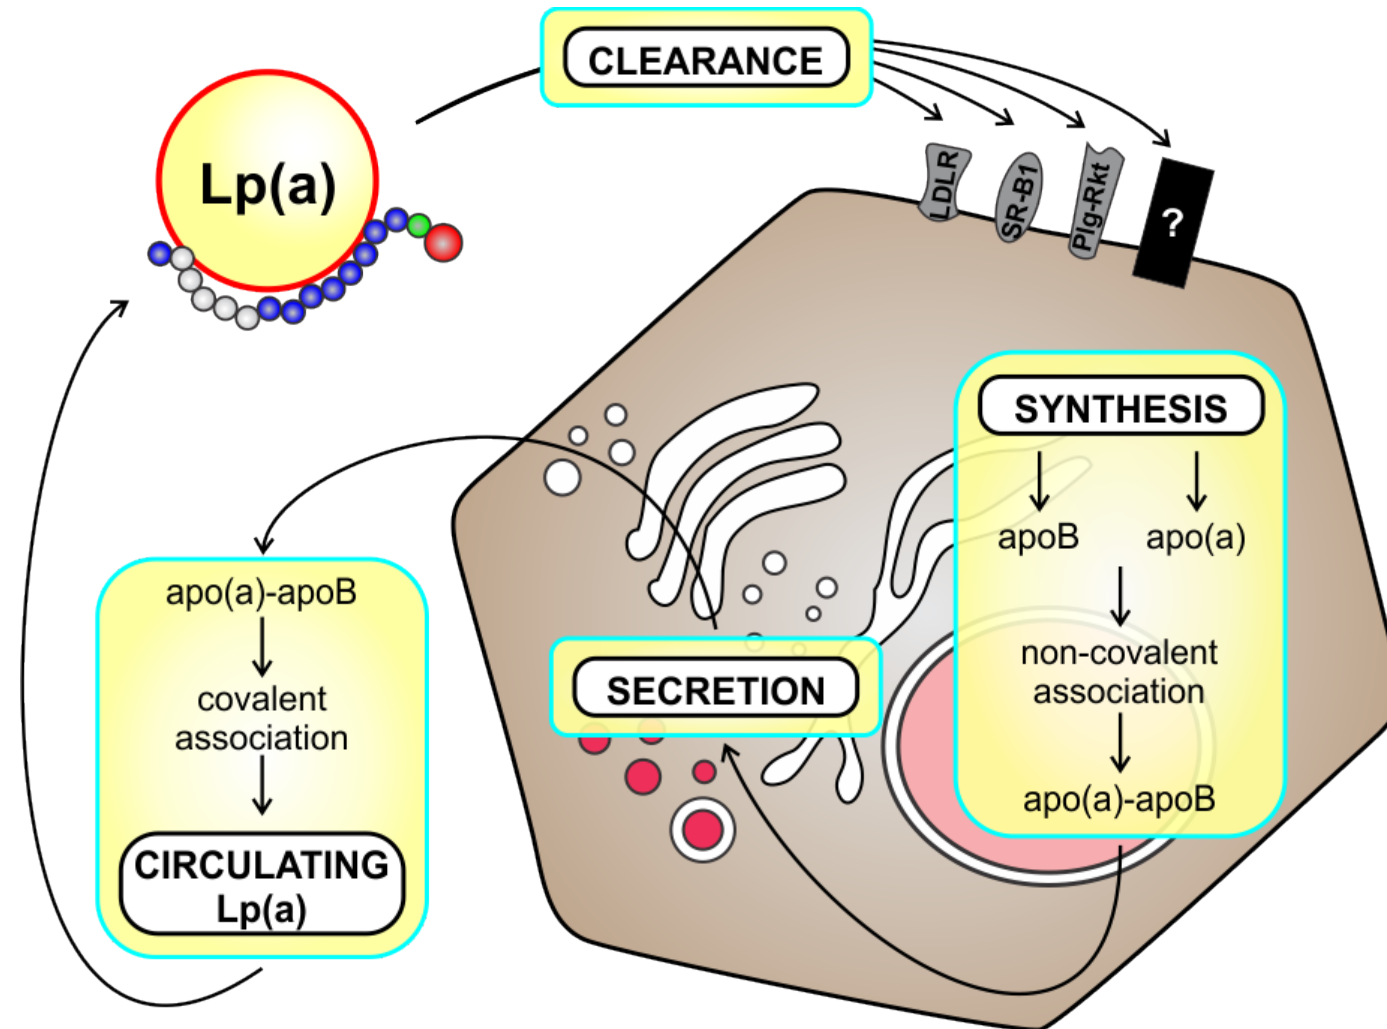 CLEARANCE
Lp(a)
LDLR
SR-B1
Plg-Rkt
?
SYNTHESIS
apoB
apo(a)
non-covalent
association
apo(a)-apoB
SECRETION
apo(a)-apoB
covalent
association
CIRCULATING
Lp(a)